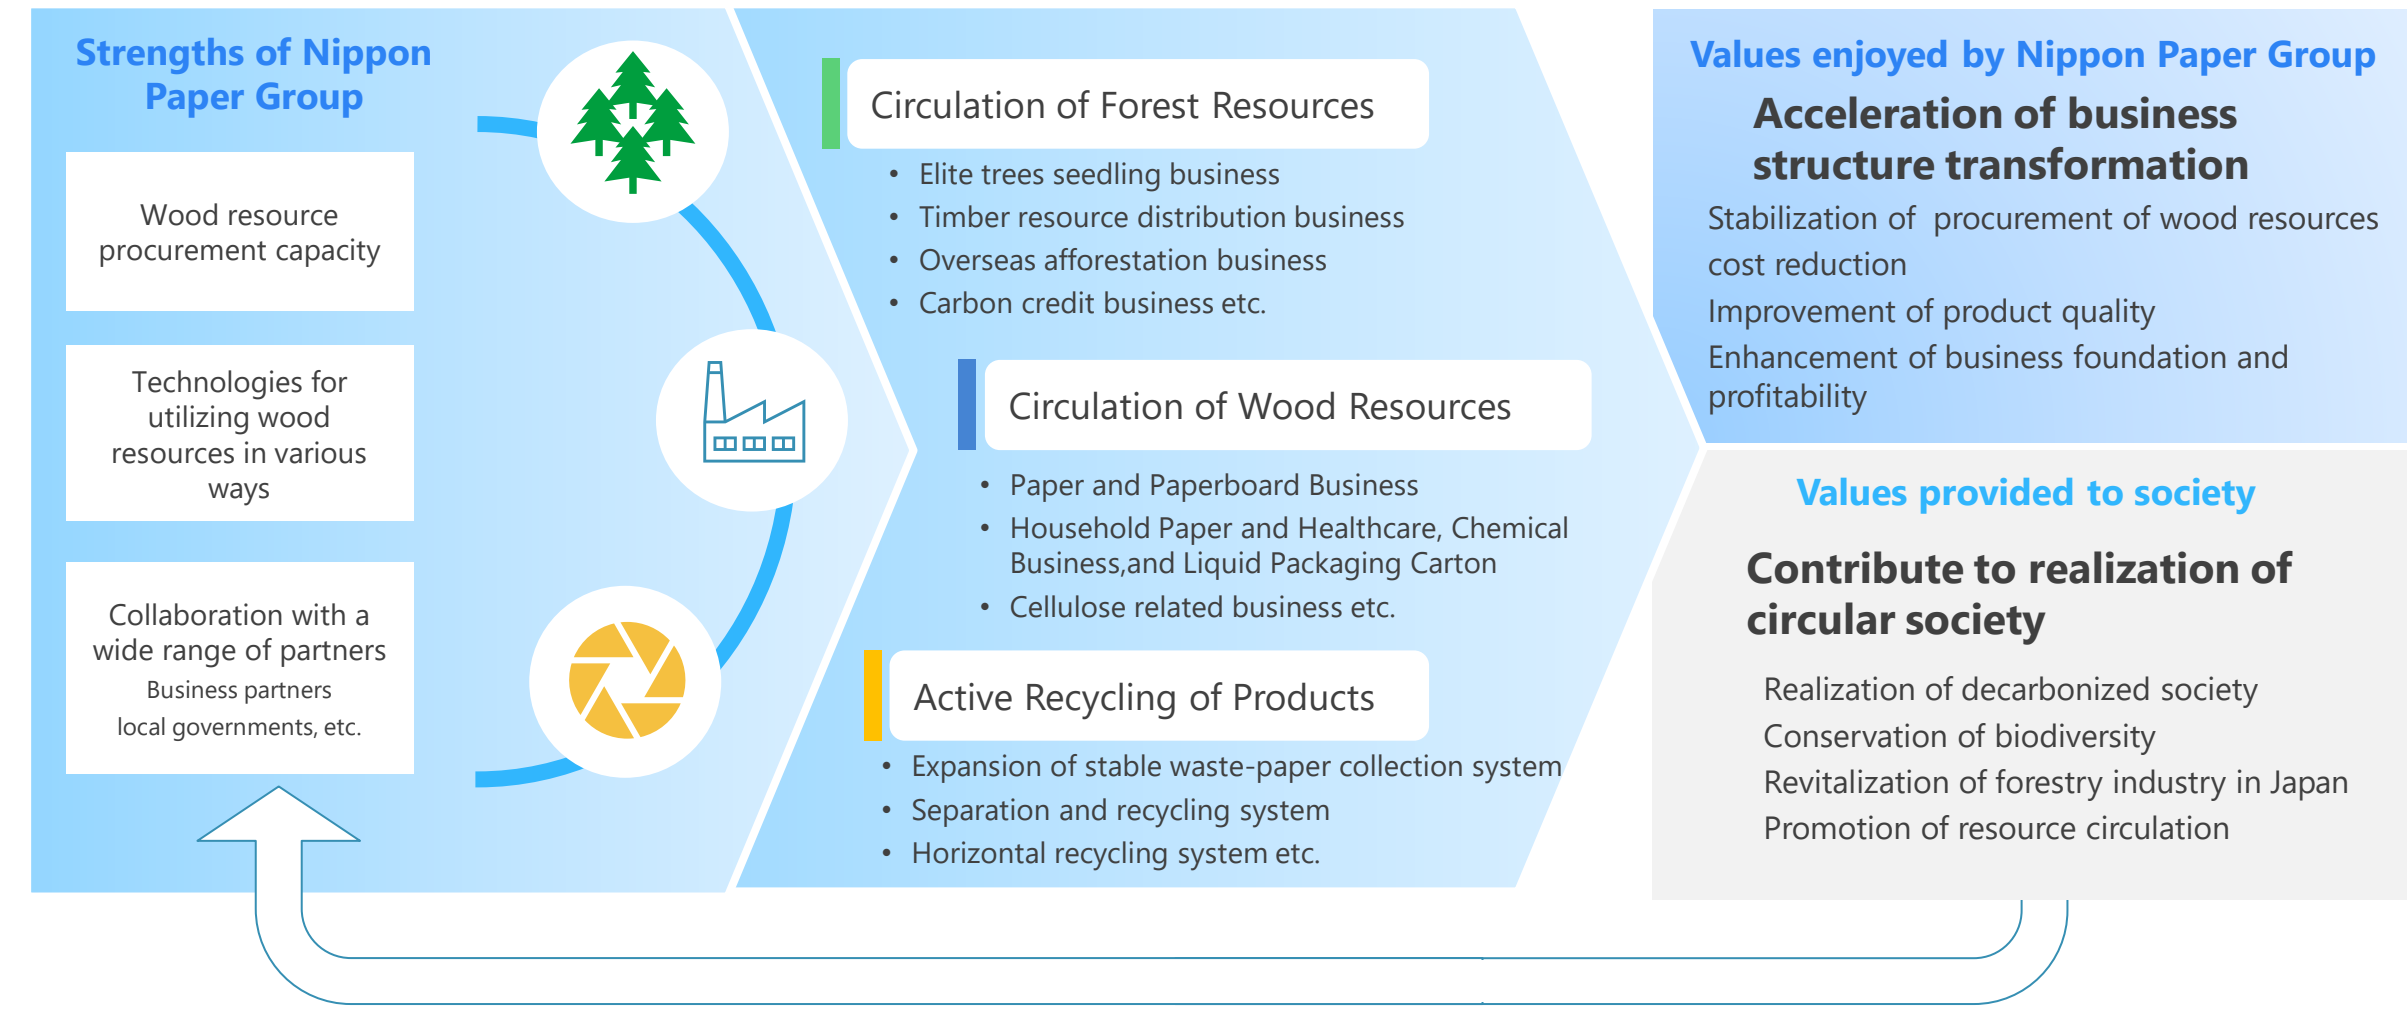 Strengths of Nippon
Paper Group
Wood resource
procurement capacity
Technologies for
utilizing wood
resources in various
ways
Collaboration with a
wide range of partners
Business partners
local governments, etc.
Circulation of Forest Resources
• Elite trees seedling business
• Timber resource distribution business
• Overseas afforestation business
• Carbon credit business etc.
Circulation of Wood Resources
• Paper and Paperboard Business
• Household Paper and Healthcare, Chemical
Business,and Liquid Packaging Carton
• Cellulose related business etc.
Active Recycling of Products
• Expansion of stable waste-paper collection system
• Separation and recycling system
• Horizontal recycling system etc.
Values enjoyed by Nippon Paper Group
Acceleration of business
structure transformation
Stabilization of procurement of wood resources
cost reduction
Improvement of product quality
Enhancement of business foundation and
profitability
Values provided to society
Contribute to realization of
circular society
Realization of decarbonized society
Conservation of biodiversity
Revitalization of forestry industry in Japan
Promotion of resource circulation